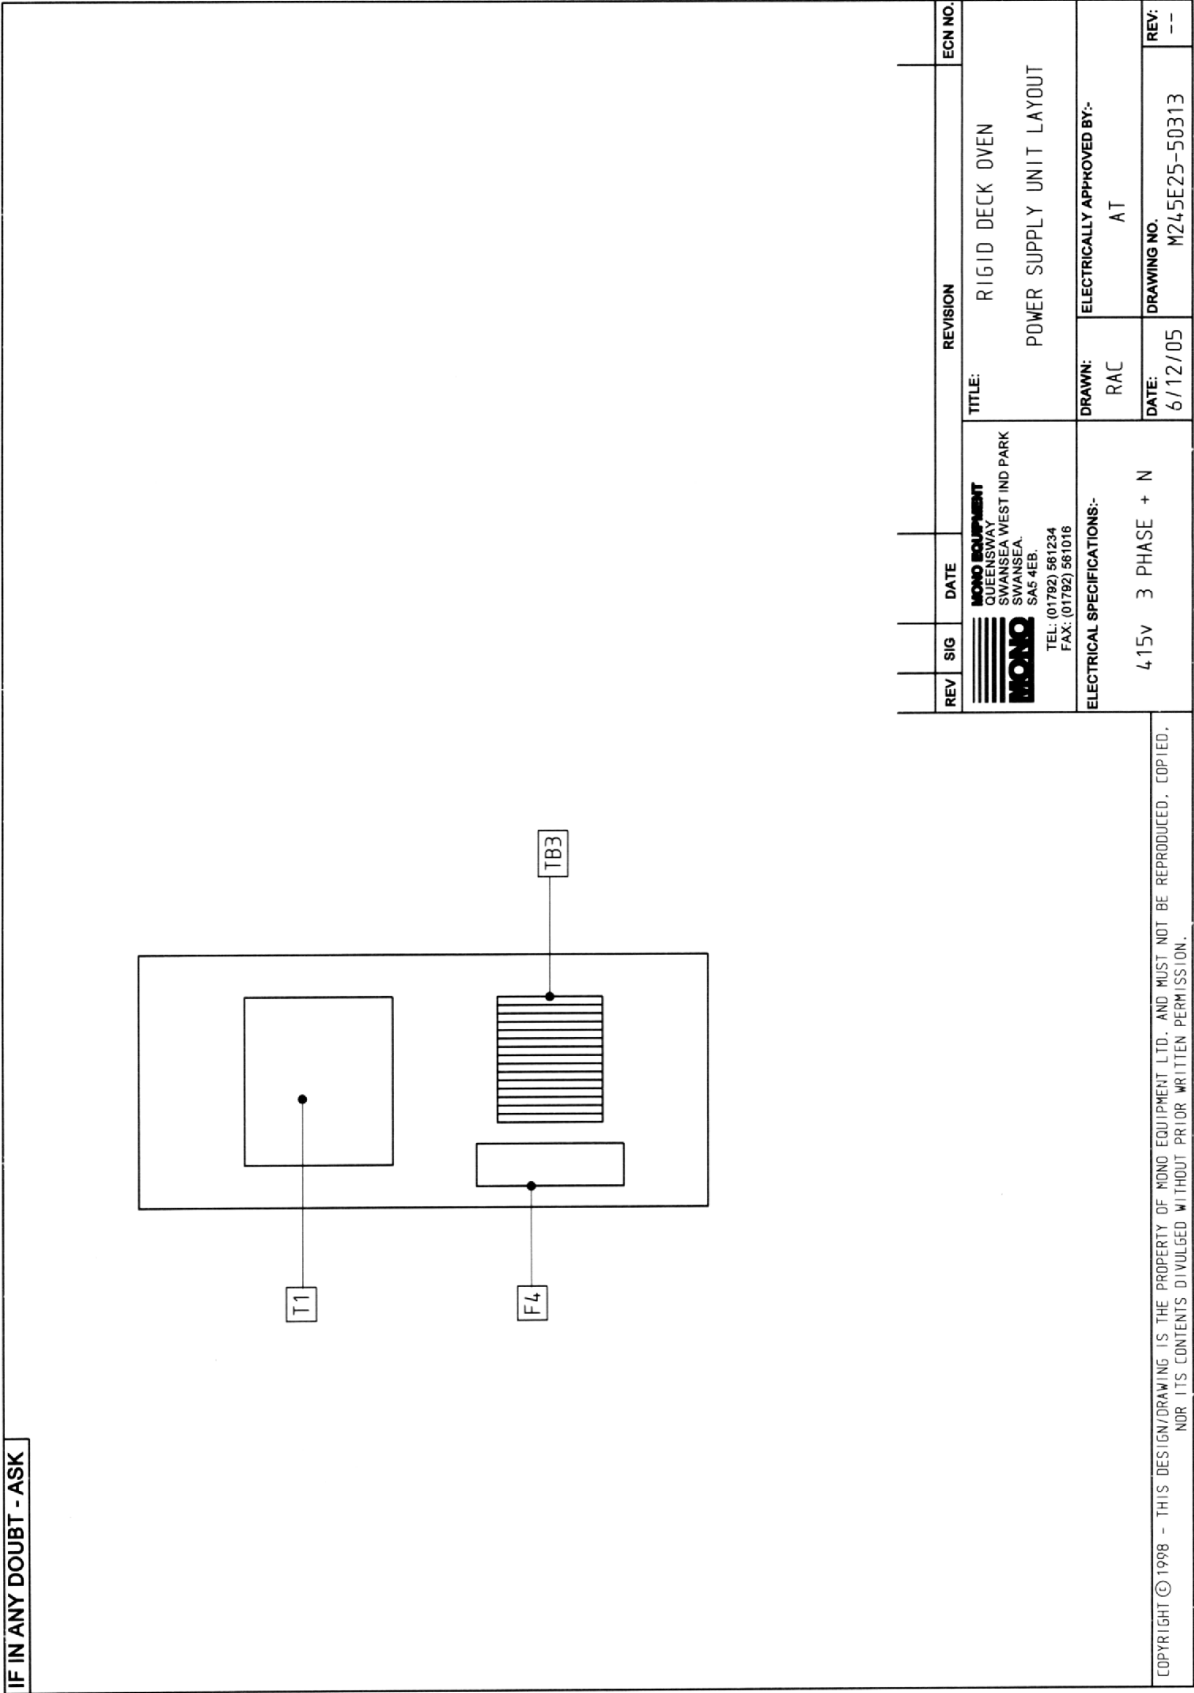 IF IN ANY DOUBT - ASK
T1
F4
TB3
REV
SIG
DATE
REVISION
ECN NO.
MONO
MONO EQUIPMENT
QUEENSWAY
SWANSEA WEST IND PARK
SWANSEA.
SA5 4EB.
TEL: (01792) 561234
FAX: (01792) 561016
TITLE:
RIGID DECK OVEN
POWER SUPPLY UNIT LAYOUT
ELECTRICAL SPECIFICATIONS:-
415v 3 PHASE + N
DRAWN:
RAC
ELECTRICALLY APPROVED BY:-
AT
DATE:
6/12/05
DRAWING NO.
M245E25-50313
REV:
--
COPYRIGHT © 1998 - THIS DESIGN/DRAWING IS THE PROPERTY OF MONO EQUIPMENT LTD. AND MUST NOT BE REPRODUCED, COPIED,
NOR ITS CONTENTS DIVULGED WITHOUT PRIOR WRITTEN PERMISSION.